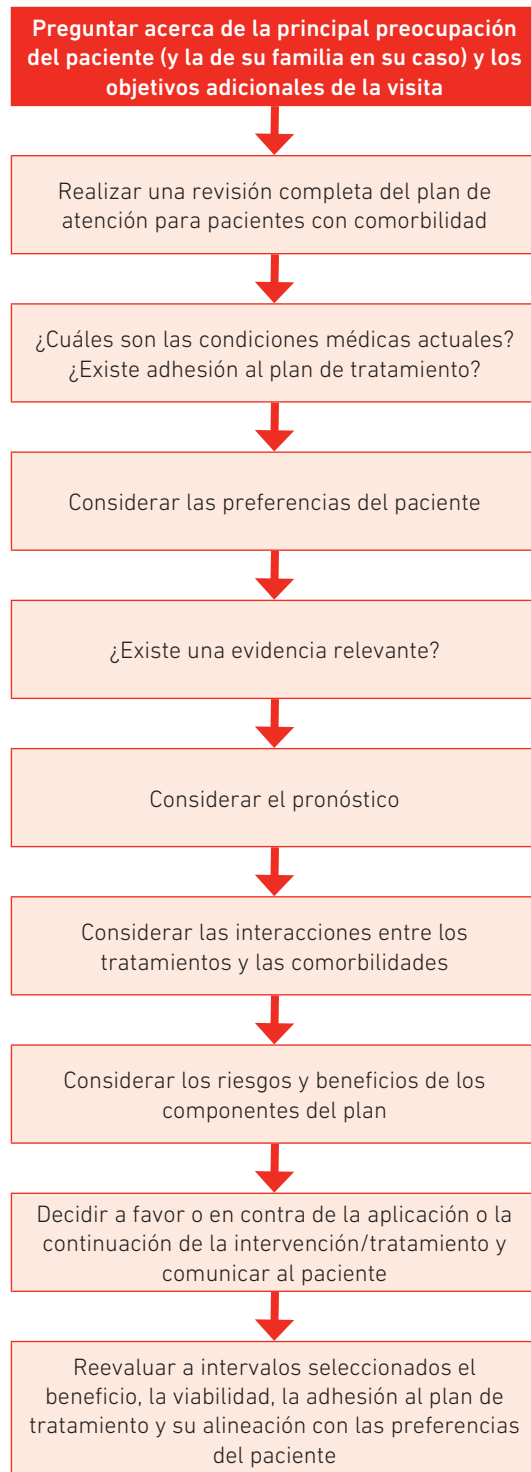 Preguntar acerca de la principal preocupación
del paciente (y la de su familia en su caso) y los
objetivos adicionales de la visita
Realizar una revisión completa del plan de
atención para pacientes con comorbilidad
¿Cuáles son las condiciones médicas actuales?
¿Existe adhesión al plan de tratamiento?
Considerar las preferencias del paciente
¿Existe una evidencia relevante?
Considerar el pronóstico
Considerar las interacciones entre los
tratamientos y las comorbilidades
Considerar los riesgos y beneficios de los
componentes del plan
Decidir a favor o en contra de la aplicación o la
continuación de la intervención/tratamiento y
comunicar al paciente
Reevaluar a intervalos seleccionados el
beneficio, la viabilidad, la adhesión al plan de
tratamiento y su alineación con las preferencias
del paciente